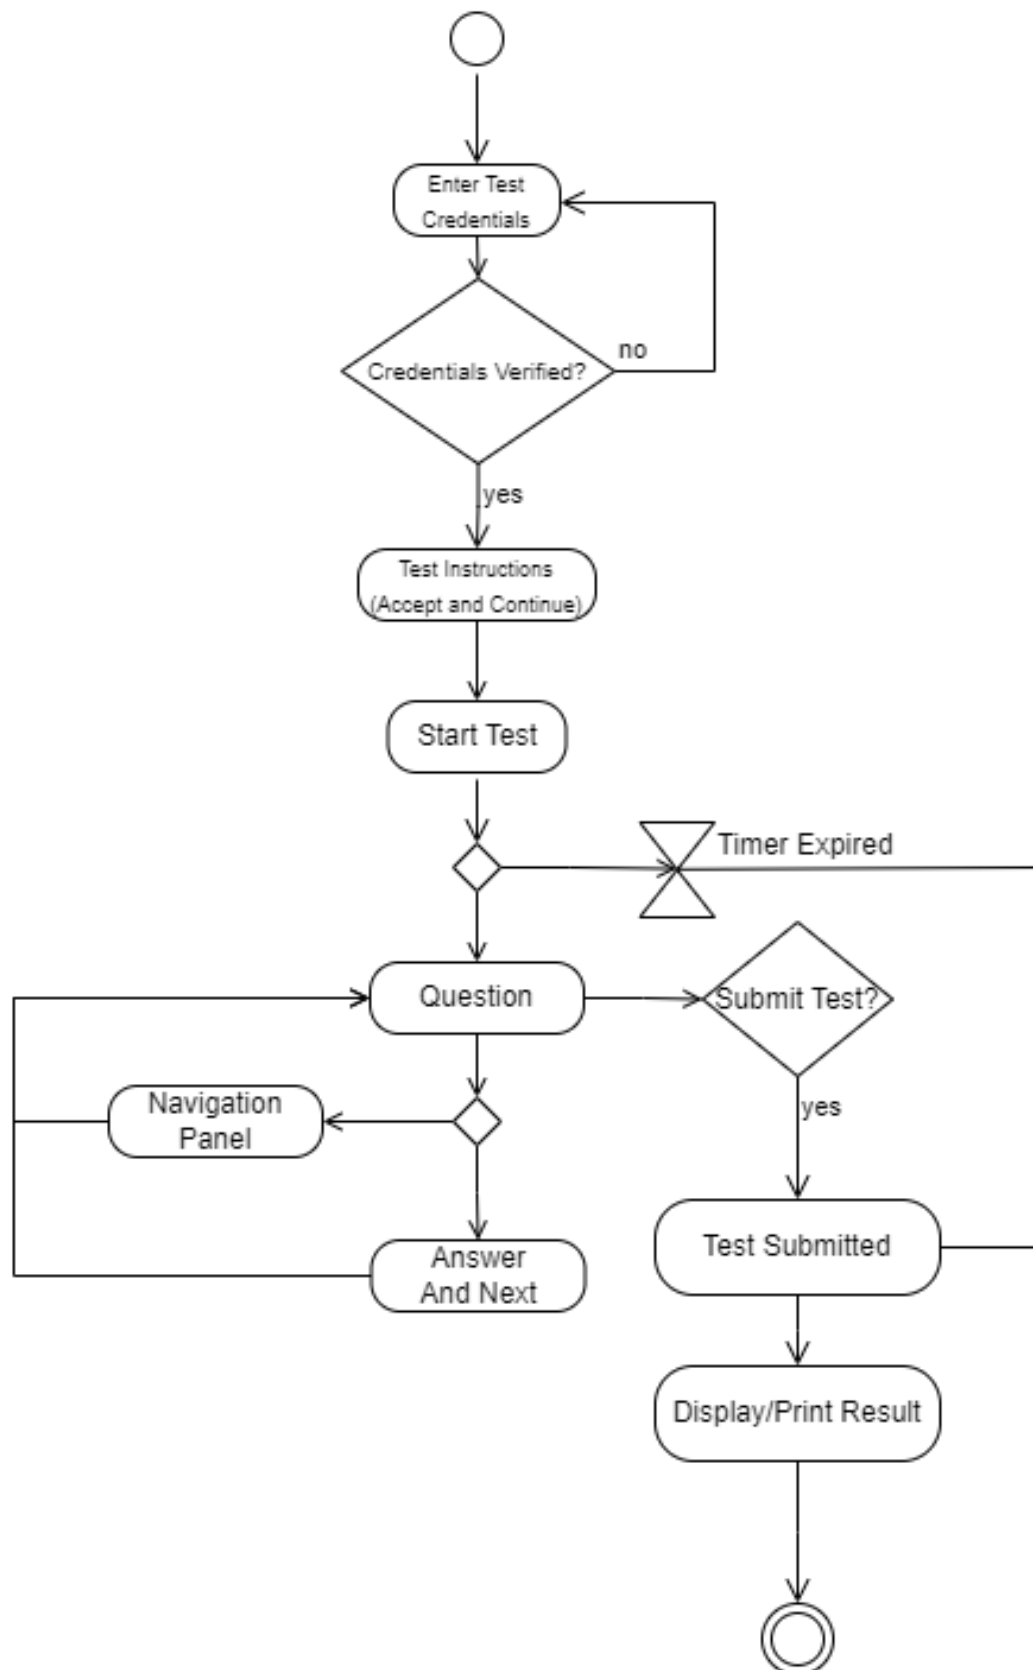 Enter Test
Credentials
Credentials Verified?
no
yes
Test Instructions
(Accept and Continue)
Start Test
Timer Expired
Question
Submit Test?
Navigation
Panel
yes
Answer
And Next
Test Submitted
Display/Print Result